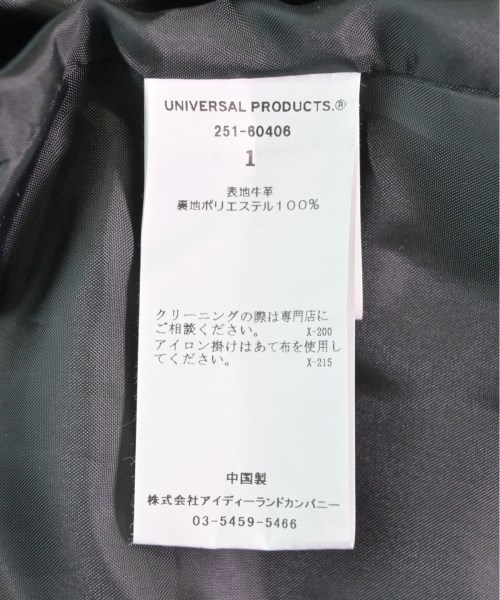 UNIVERSAL PRODUCTS.®
251-60406
1
表地牛革
裏地ポリエステル100%
クリーニングの際は専門店に
ご相談ください。 X-200
アイロン掛けはあて布を使用し
てください。 X-215
中国製
株式会社アイディーランドカンパニー
03-5459-5466